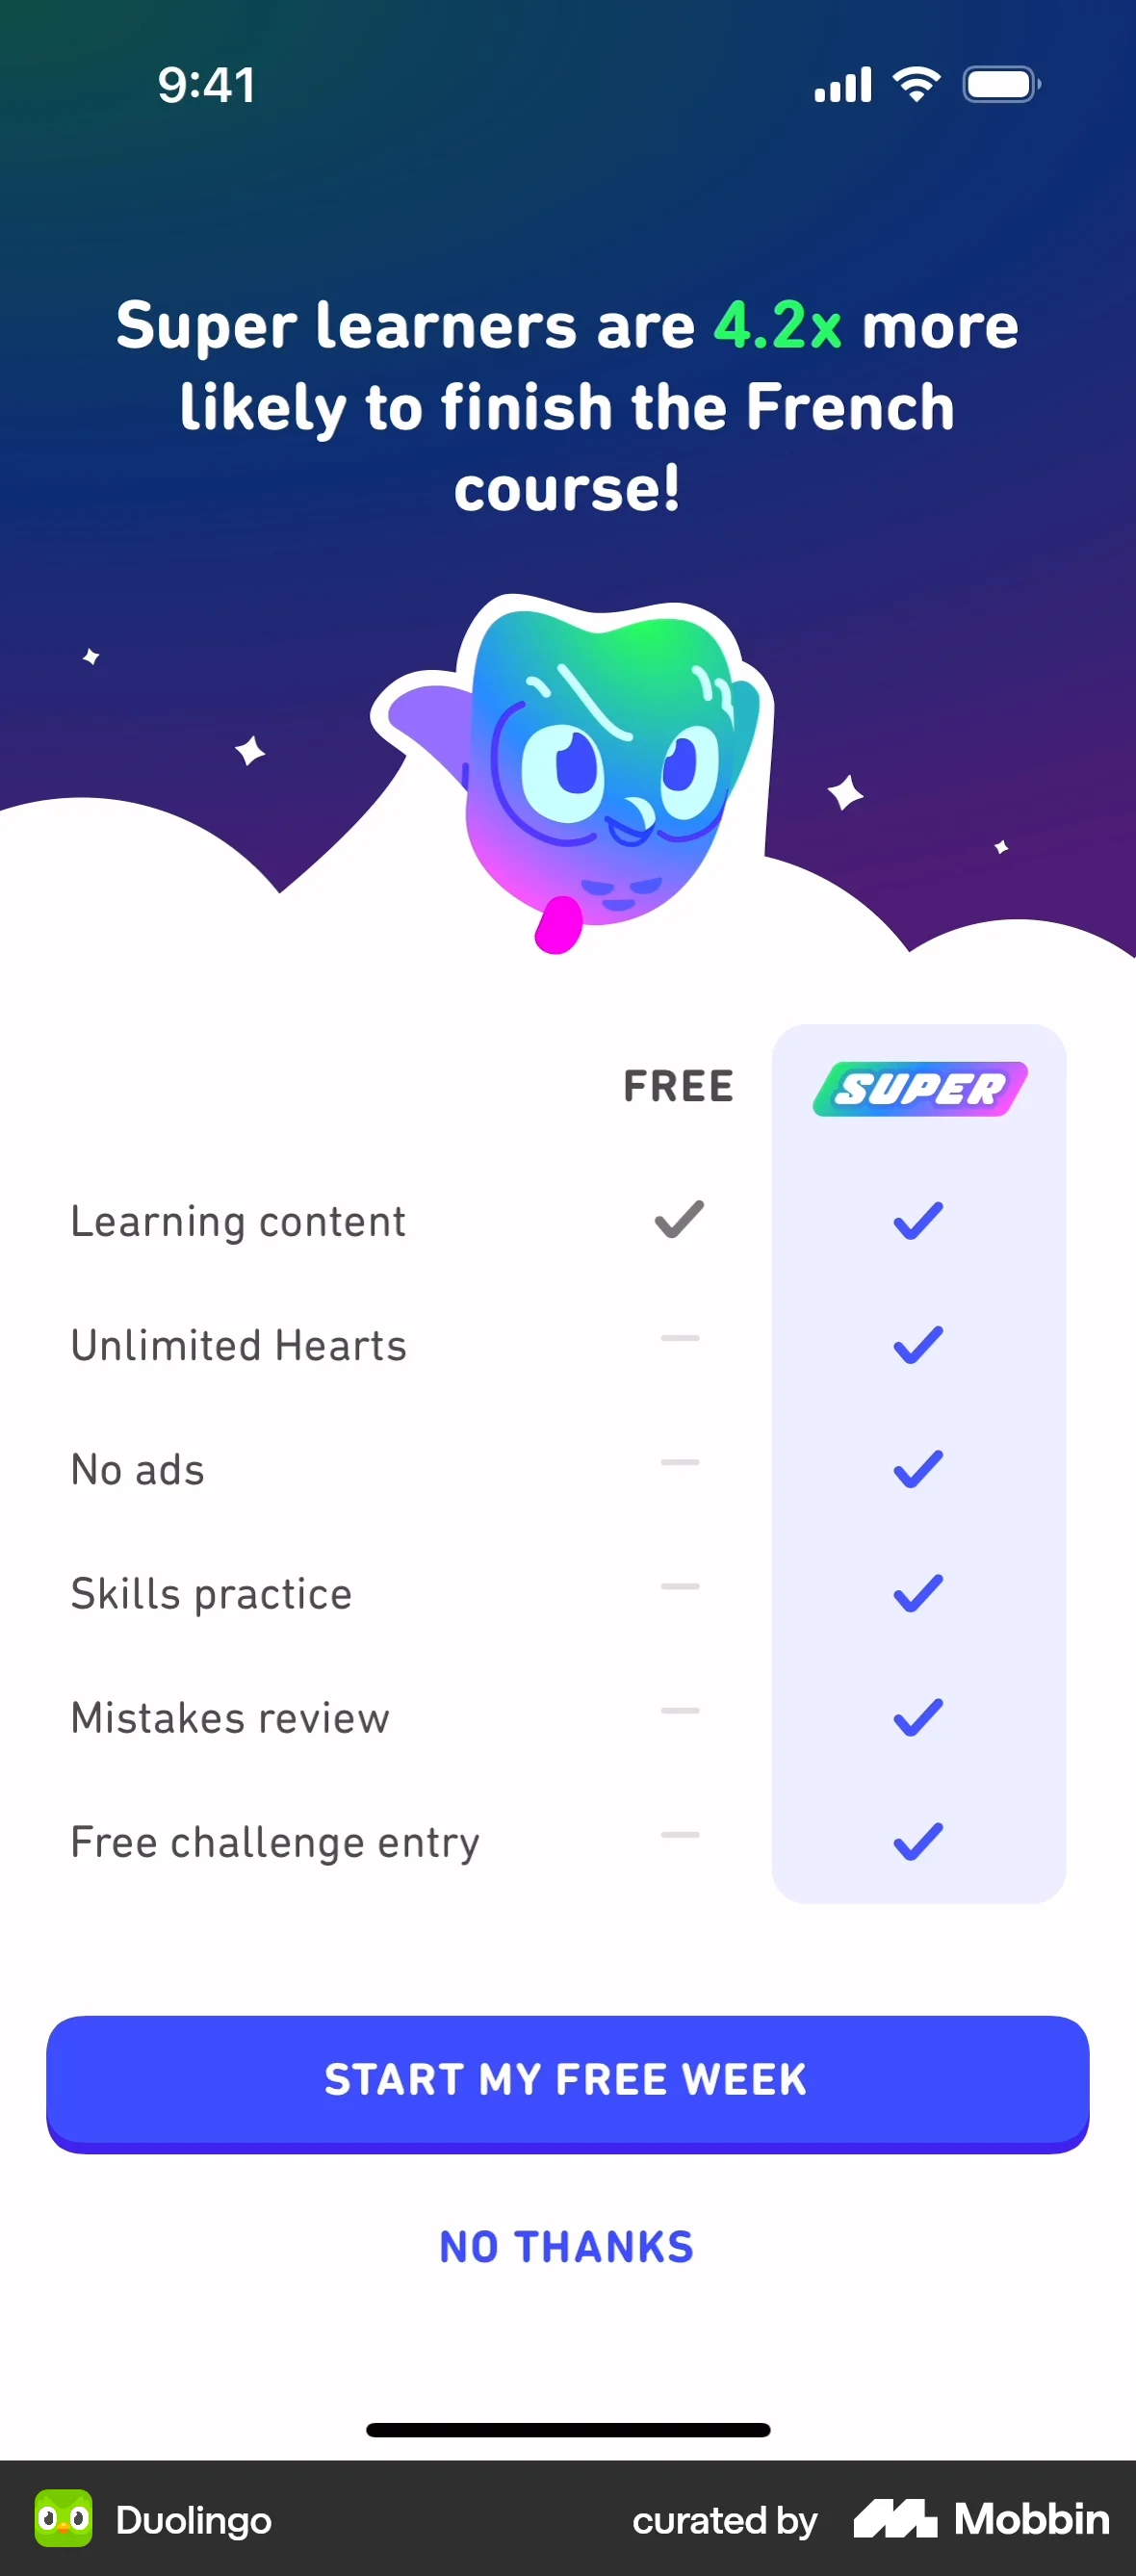 9:41
Super learners are 4.2x more
likely to finish the French
course!
FREE SUPER
Learning content
Unlimited Hearts
No ads
Skills practice
Mistakes review
Free challenge entry
START MY FREE WEEK
NO THANKS
Duolingo curated by Mobbin